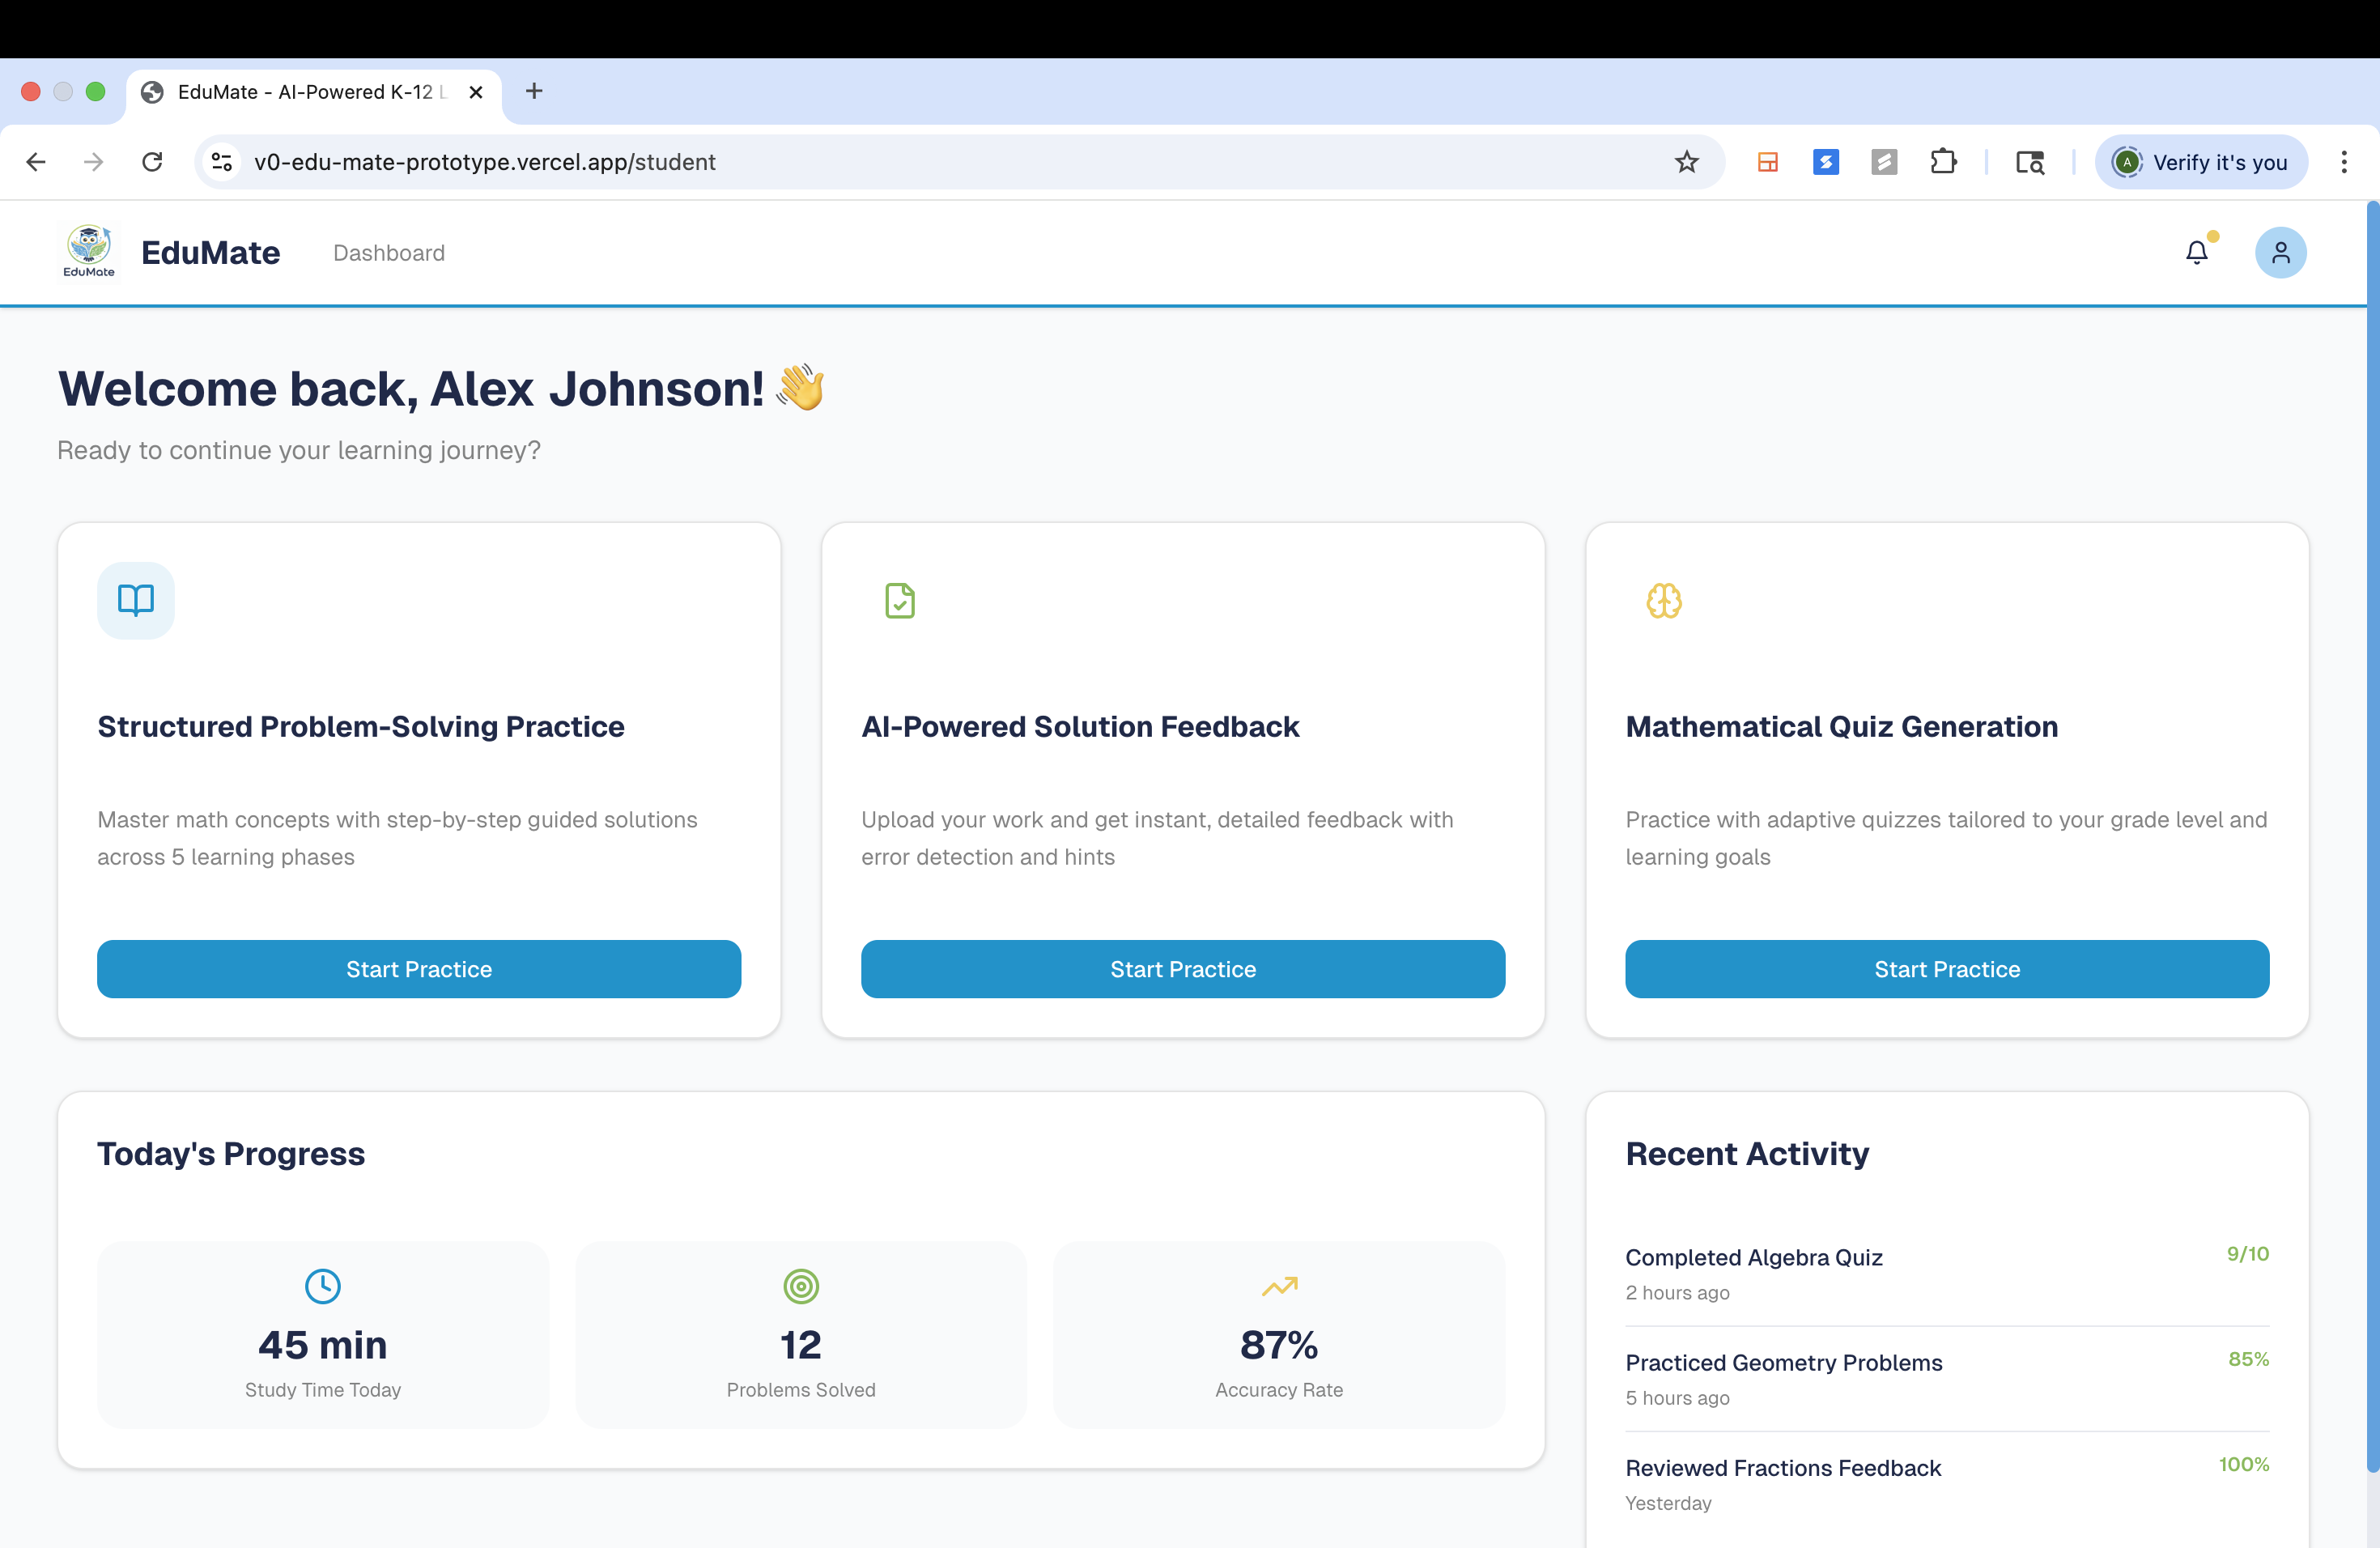 EduMate - AI-Powered K-12
v0-edu-mate-prototype.vercel.app/student
A
Verify it's you
EduMate
EduMate
Dashboard
Welcome back, Alex Johnson! 👋
Ready to continue your learning journey?
Structured Problem-Solving Practice
Master math concepts with step-by-step guided solutions
across 5 learning phases
Start Practice
AI-Powered Solution Feedback
Upload your work and get instant, detailed feedback with
error detection and hints
Start Practice
Mathematical Quiz Generation
Practice with adaptive quizzes tailored to your grade level and
learning goals
Start Practice
Today's Progress
45 min
Study Time Today
12
Problems Solved
87%
Accuracy Rate
Recent Activity
Completed Algebra Quiz
9/10
2 hours ago
Practiced Geometry Problems
85%
5 hours ago
Reviewed Fractions Feedback
100%
Yesterday